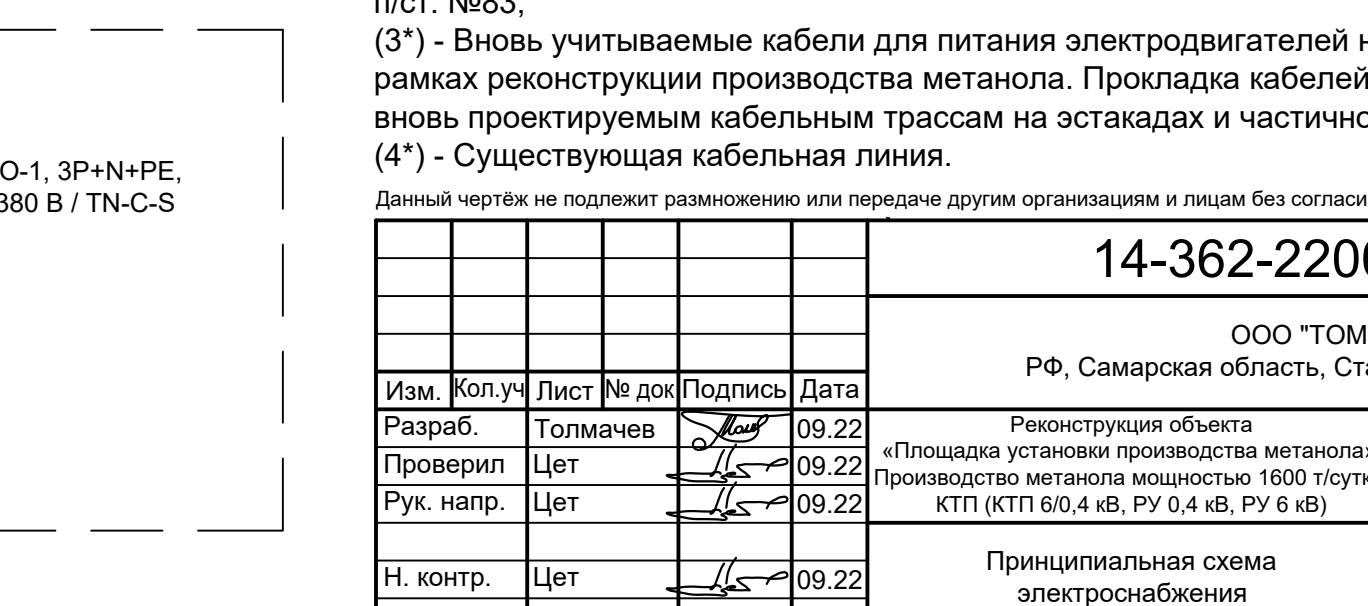 п/ст. №83;
(3*) - Вновь учитываемые кабели для питания электродвигателей
рамках реконструкции производства метанола. Прокладка кабелей
вновь проектируемым кабельным трассам на эстакадах и частично
(4*) - Существующая кабельная линия.
О-1, 3P+N+PE,
380 В / TN-C-S
Данный чертёж не подлежит размножению или передаче другим организациям и лицам без согласи
14-362-220
ООО "ТОМ
РФ, Самарская область, Ст
Изм. Кол.уч Лист № док Подпись Дата
Разраб. Толмачев 09.22
Проверил Цет 09.22
Рук. напр. Цет 09.22
Н. контр. Цет 09.22
Реконструкция объекта
«Площадка установки производства метанола»
Производство метанола мощностью 1600 т/сутк
КТП (КТП 6/0,4 кВ, РУ 0,4 кВ, РУ 6 кВ)
Принципиальная схема
электроснабжения